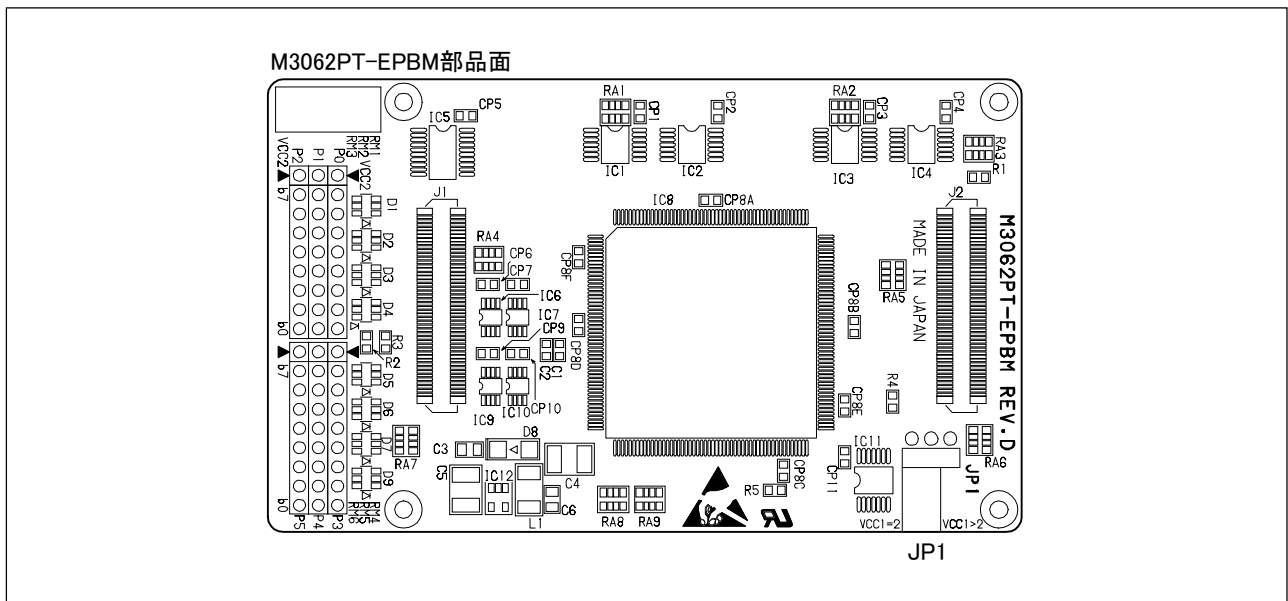 M3062PT-EPBM部品面
VCC2
P2
P1
P0
RM3
RM2
RM1
VCC2
b7
b0
b7
b0
P5
P4
P3
RM6
RM5
RM4
IC5
CP5
RA1
CP1
IC1
IC2
CP2
RA2
CP3
IC3
IC4
CP4
RA3
R1
D1
D2
D3
D4
R3
R2
D5
D6
D7
D9
J1
RA4
CP6
CP7
IC6
IC7
CP9
IC9
IC10
CP10
C2
C1
CP8F
CP8D
IC8
CP8A
CP8B
CP8E
CP8C
RA5
R4
J2
MADE IN JAPAN
M3062PT-EPBM REV.D
RA7
C3
D8
C5
IC12
L1
C4
C6
RA8
RA9
R5
CP11
IC11
RA6
JP1
VCC1=2
VCC1>2
JP1